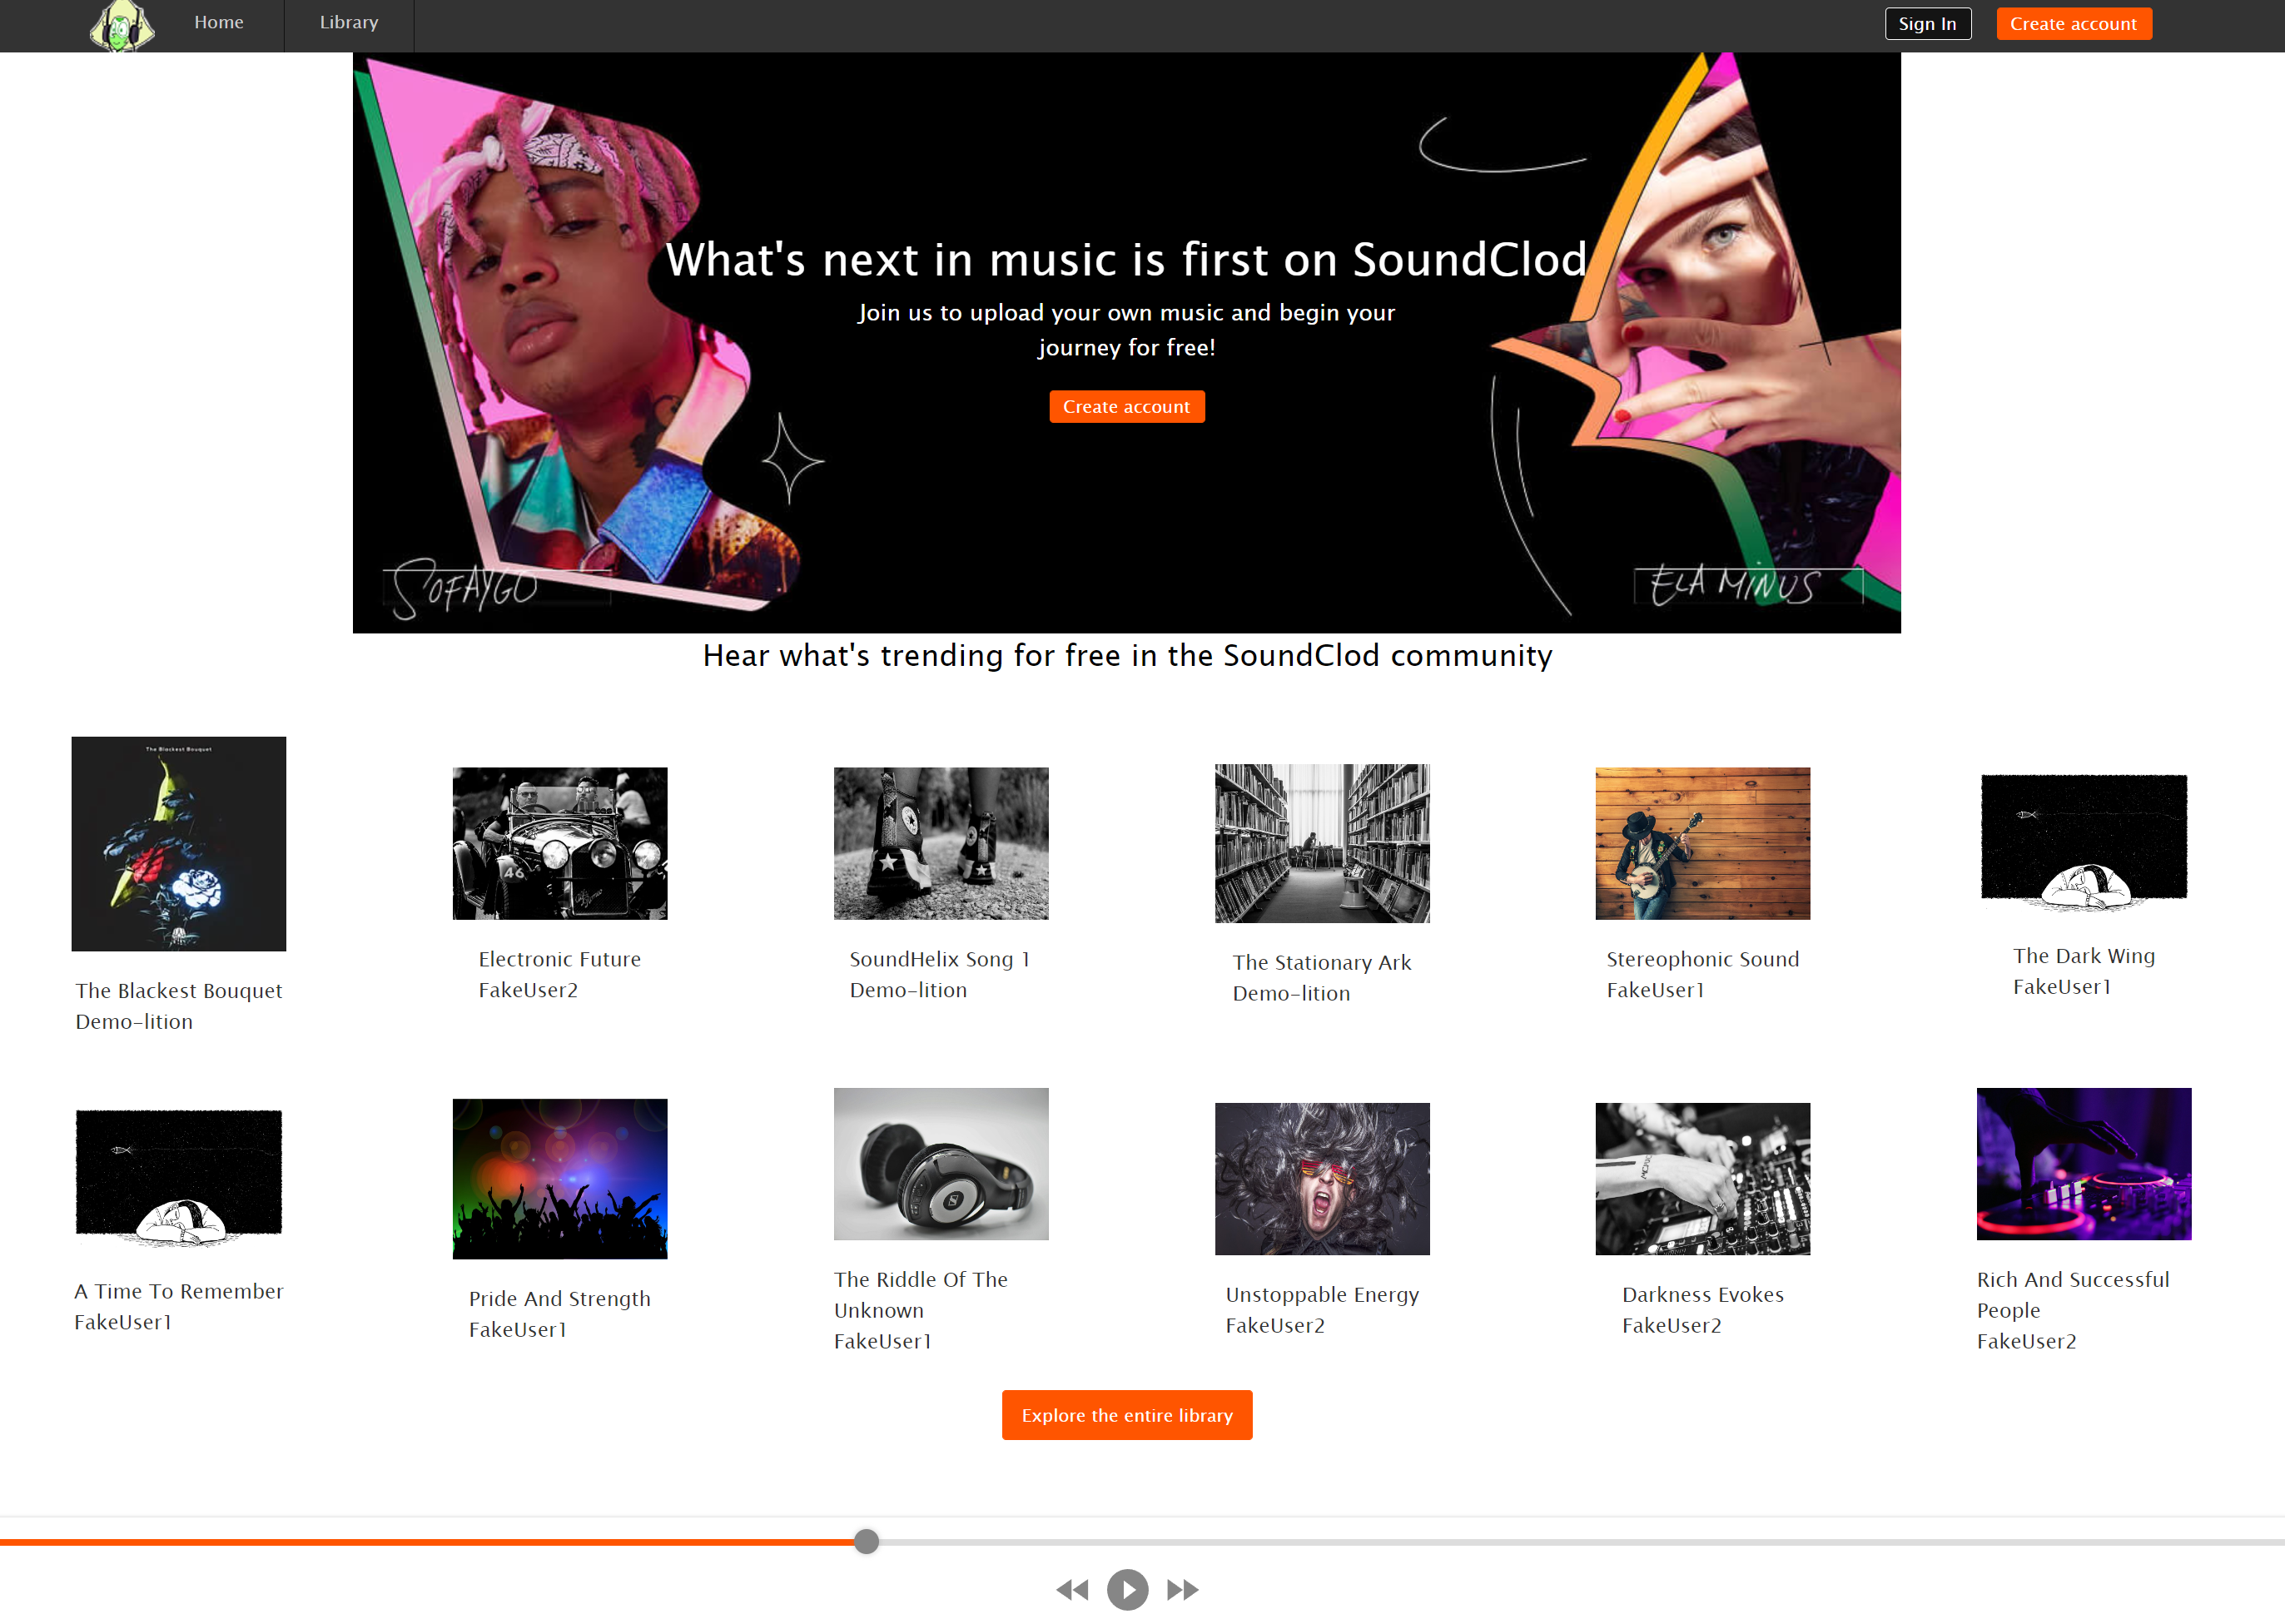 Home
Library
Sign In
Create account
What's next in music is first on SoundClod
Join us to upload your own music and begin your
journey for free!
Create account
SOFAYGO
ELA MINUS
Hear what's trending for free in the SoundClod community
The Blackest Bouquet
46
The Blackest Bouquet
Demo-lition
Electronic Future
FakeUser2
SoundHelix Song 1
Demo-lition
The Stationary Ark
Demo-lition
Stereophonic Sound
FakeUser1
The Dark Wing
FakeUser1
A Time To Remember
FakeUser1
Pride And Strength
FakeUser1
The Riddle Of The
Unknown
FakeUser1
Unstoppable Energy
FakeUser2
Darkness Evokes
FakeUser2
Rich And Successful
People
FakeUser2
Explore the entire library